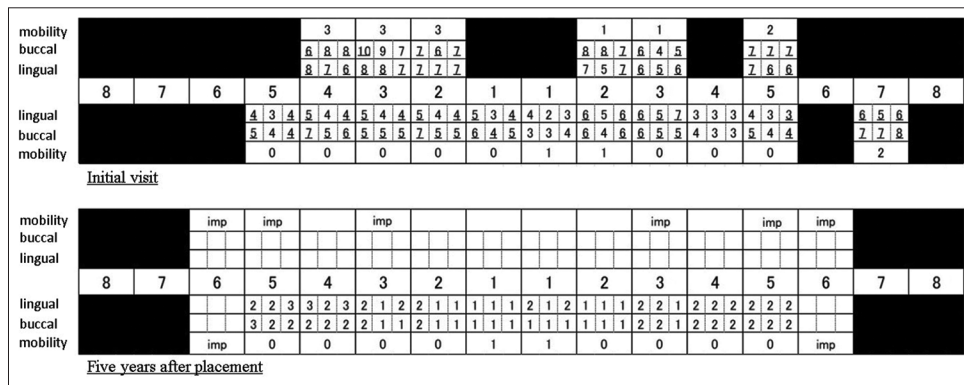 mobility 3 3 3 1 1 2
buccal 6 8 8 10 9 7 7 6 7 8 8 7 6 4 5 7 7 7
lingual 8 7 6 8 8 7 7 7 7 7 5 7 6 5 6 7 6 6
8 7 6 5 4 3 2 1 1 2 3 4 5 6 7 8
lingual 4 3 4 5 4 4 5 4 4 5 4 4 5 3 4 4 2 3 6 5 6 6 5 7 3 3 3 4 3 3 6 5 6
buccal 5 4 4 7 5 6 5 5 5 7 5 5 6 4 5 3 3 4 6 4 6 6 5 5 4 3 3 5 4 4 7 7 8
mobility 0 0 0 0 0 1 1 0 0 0 2
Initial visit
mobility imp imp imp imp imp imp
buccal
lingual
8 7 6 5 4 3 2 1 1 2 3 4 5 6 7 8
lingual 2 2 3 3 2 3 2 1 2 2 1 1 1 1 1 2 1 2 1 1 1 2 2 1 2 2 2 2 2 2
buccal 3 2 2 2 2 2 2 1 1 2 1 1 1 1 1 1 1 1 1 1 1 2 2 1 2 2 2 2 2 2
mobility imp 0 0 0 0 1 1 0 0 0 0 imp
Five years after placement